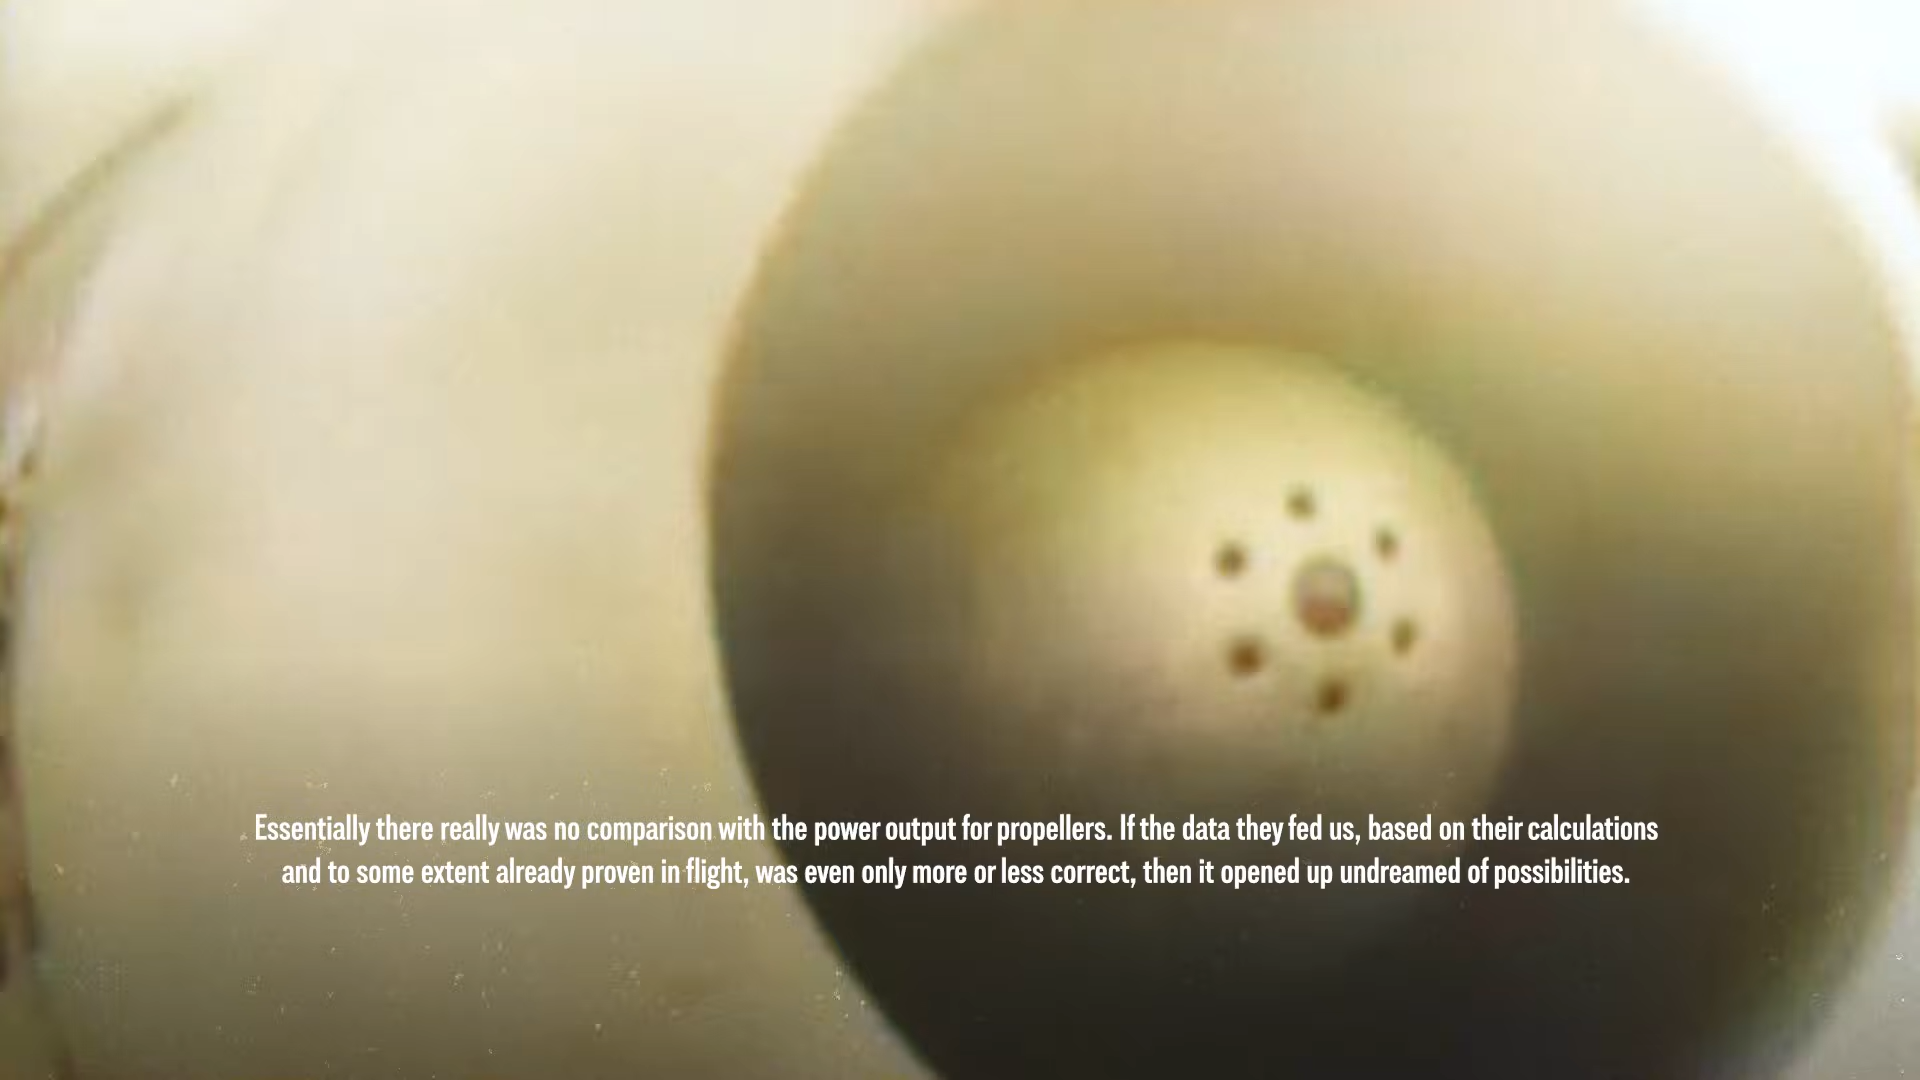 Essentially there really was no comparison with the power output for propellers. If the data they fed us, based on their calculations
and to some extent already proven in flight, was even only more or less correct, then it opened up undreamed of possibilities.